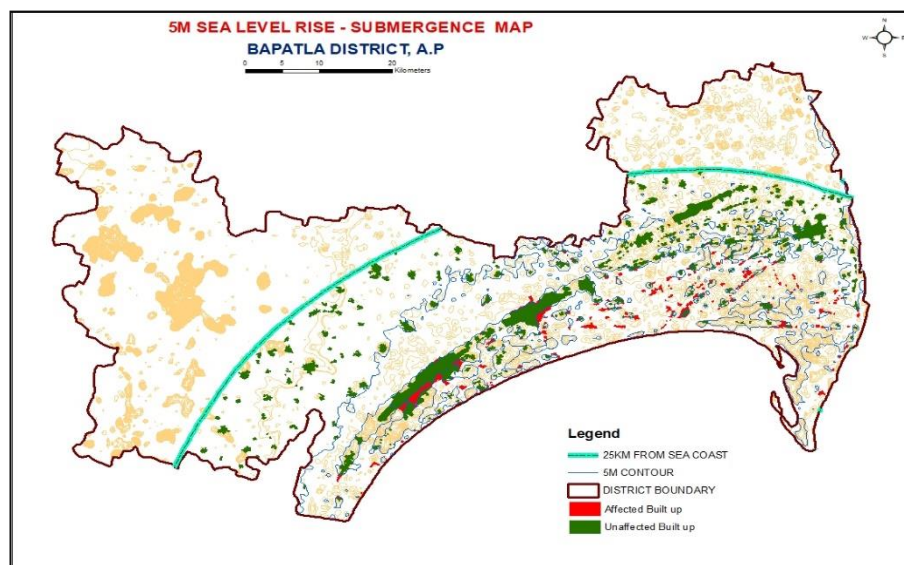 5M SEA LEVEL RISE - SUBMERGENCE MAP
BAPATLA DISTRICT, A.P
0 5 10 20
Kilometers
N
W E
S
Legend
25KM FROM SEA COAST
5M CONTOUR
DISTRICT BOUNDARY
Affected Built up
Unaffected Built up